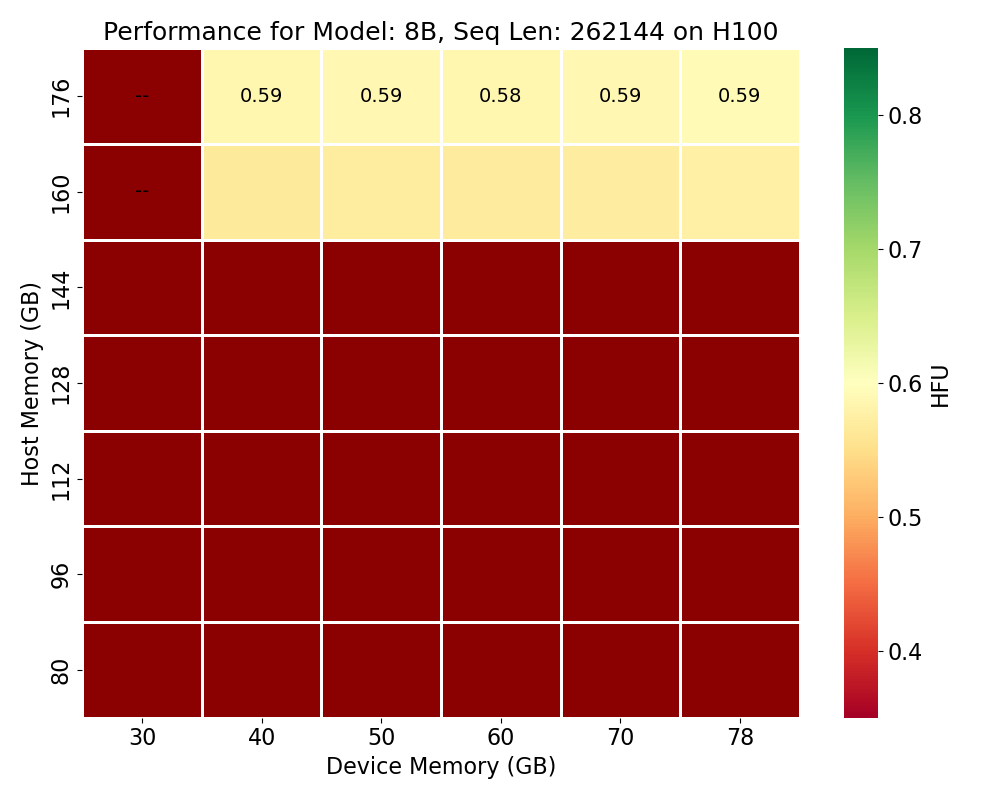 Performance for Model: 8B, Seq Len: 262144 on H100
176
-- 0.59 0.59 0.58 0.59 0.59
160
--
144
128
112
96
80
Host Memory (GB)
30 40 50 60 70 78
Device Memory (GB)
0.8
0.7
0.6
0.5
0.4
HFU